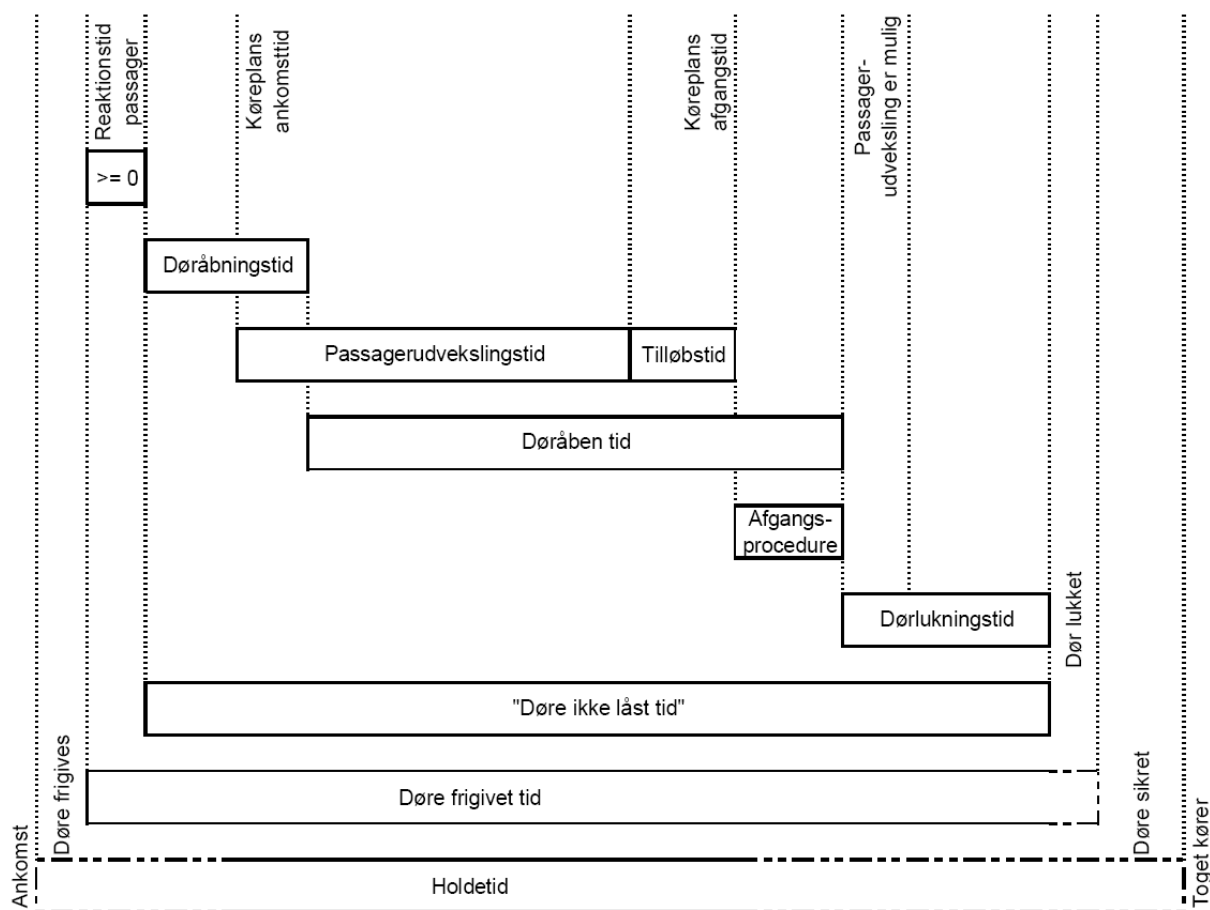 Reaktionstid
passager
Køreplans
ankomsttid
Køreplans
afgangstid
Passager-
udveksling er mulig
>= 0
Døråbningstid
Passagerudvekslingstid
Tilløbstid
Døråben tid
Afgangs-
procedure
Dørlukningstid
Dør lukket
"Døre ikke låst tid"
Døre frigives
Døre frigivet tid
Døre sikret
Ankomst
Holdetid
Toget kører